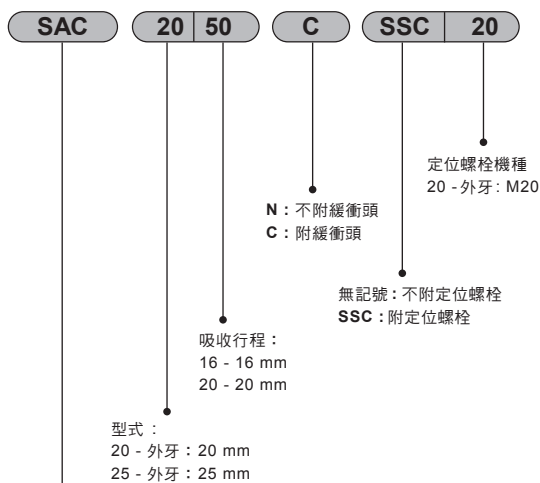 SAC 20 50 C SSC 20
定位螺栓機種
20 -外牙: M20
N：不附緩衝頭
C：附緩衝頭
無記號：不附定位螺栓
SSC：附定位螺栓
吸收行程：
16 - 16 mm
20 - 20 mm
型式 :
20 - 外牙：20 mm
25 - 外牙：25 mm